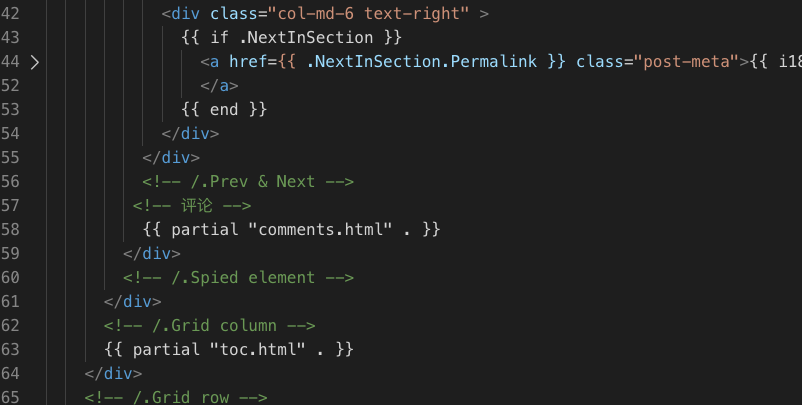 42 <div class="col-md-6 text-right" >
43 {{ if .NextInSection }}
44 <a href={{ .NextInSection.Permalink }} class="post-meta">{{ i18
52 </a>
53 {{ end }}
54 </div>
55 </div>
56 <!-- /.Prev & Next -->
57 <!-- 评论 -->
58 {{ partial "comments.html" . }}
59 </div>
60 <!-- /.Spied element -->
61 </div>
62 <!-- /.Grid column -->
63 {{ partial "toc.html" . }}
64 </div>
65 <!-- /.Grid row -->